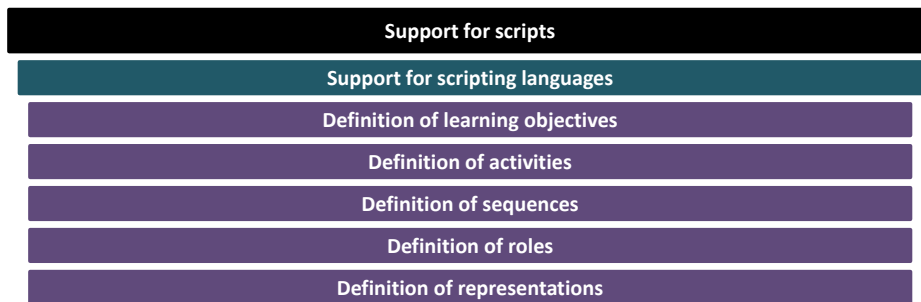 Support for scripts
Support for scripting languages
Definition of learning objectives
Definition of activities
Definition of sequences
Definition of roles
Definition of representations